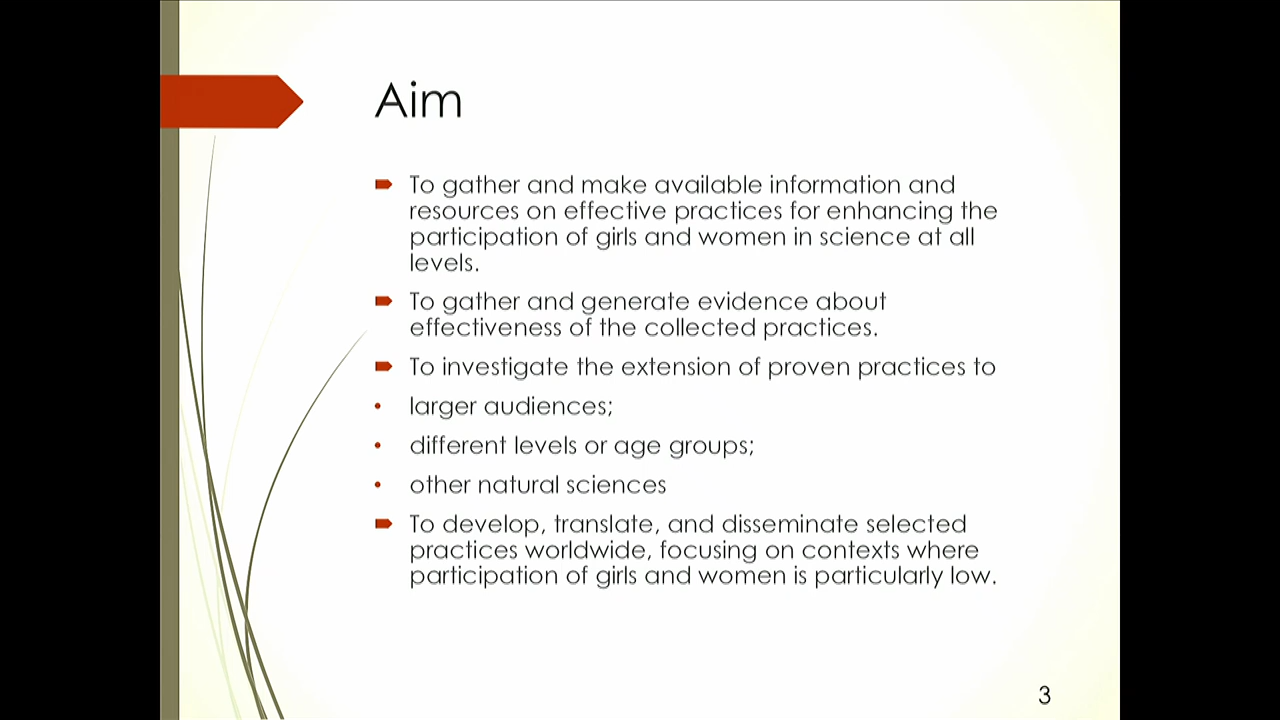 Aim
To gather and make available information and
resources on effective practices for enhancing the
participation of girls and women in science at all
levels.
To gather and generate evidence about
effectiveness of the collected practices.
To investigate the extension of proven practices to
• larger audiences;
• different levels or age groups;
• other natural sciences
To develop, translate, and disseminate selected
practices worldwide, focusing on contexts where
participation of girls and women is particularly low.
3